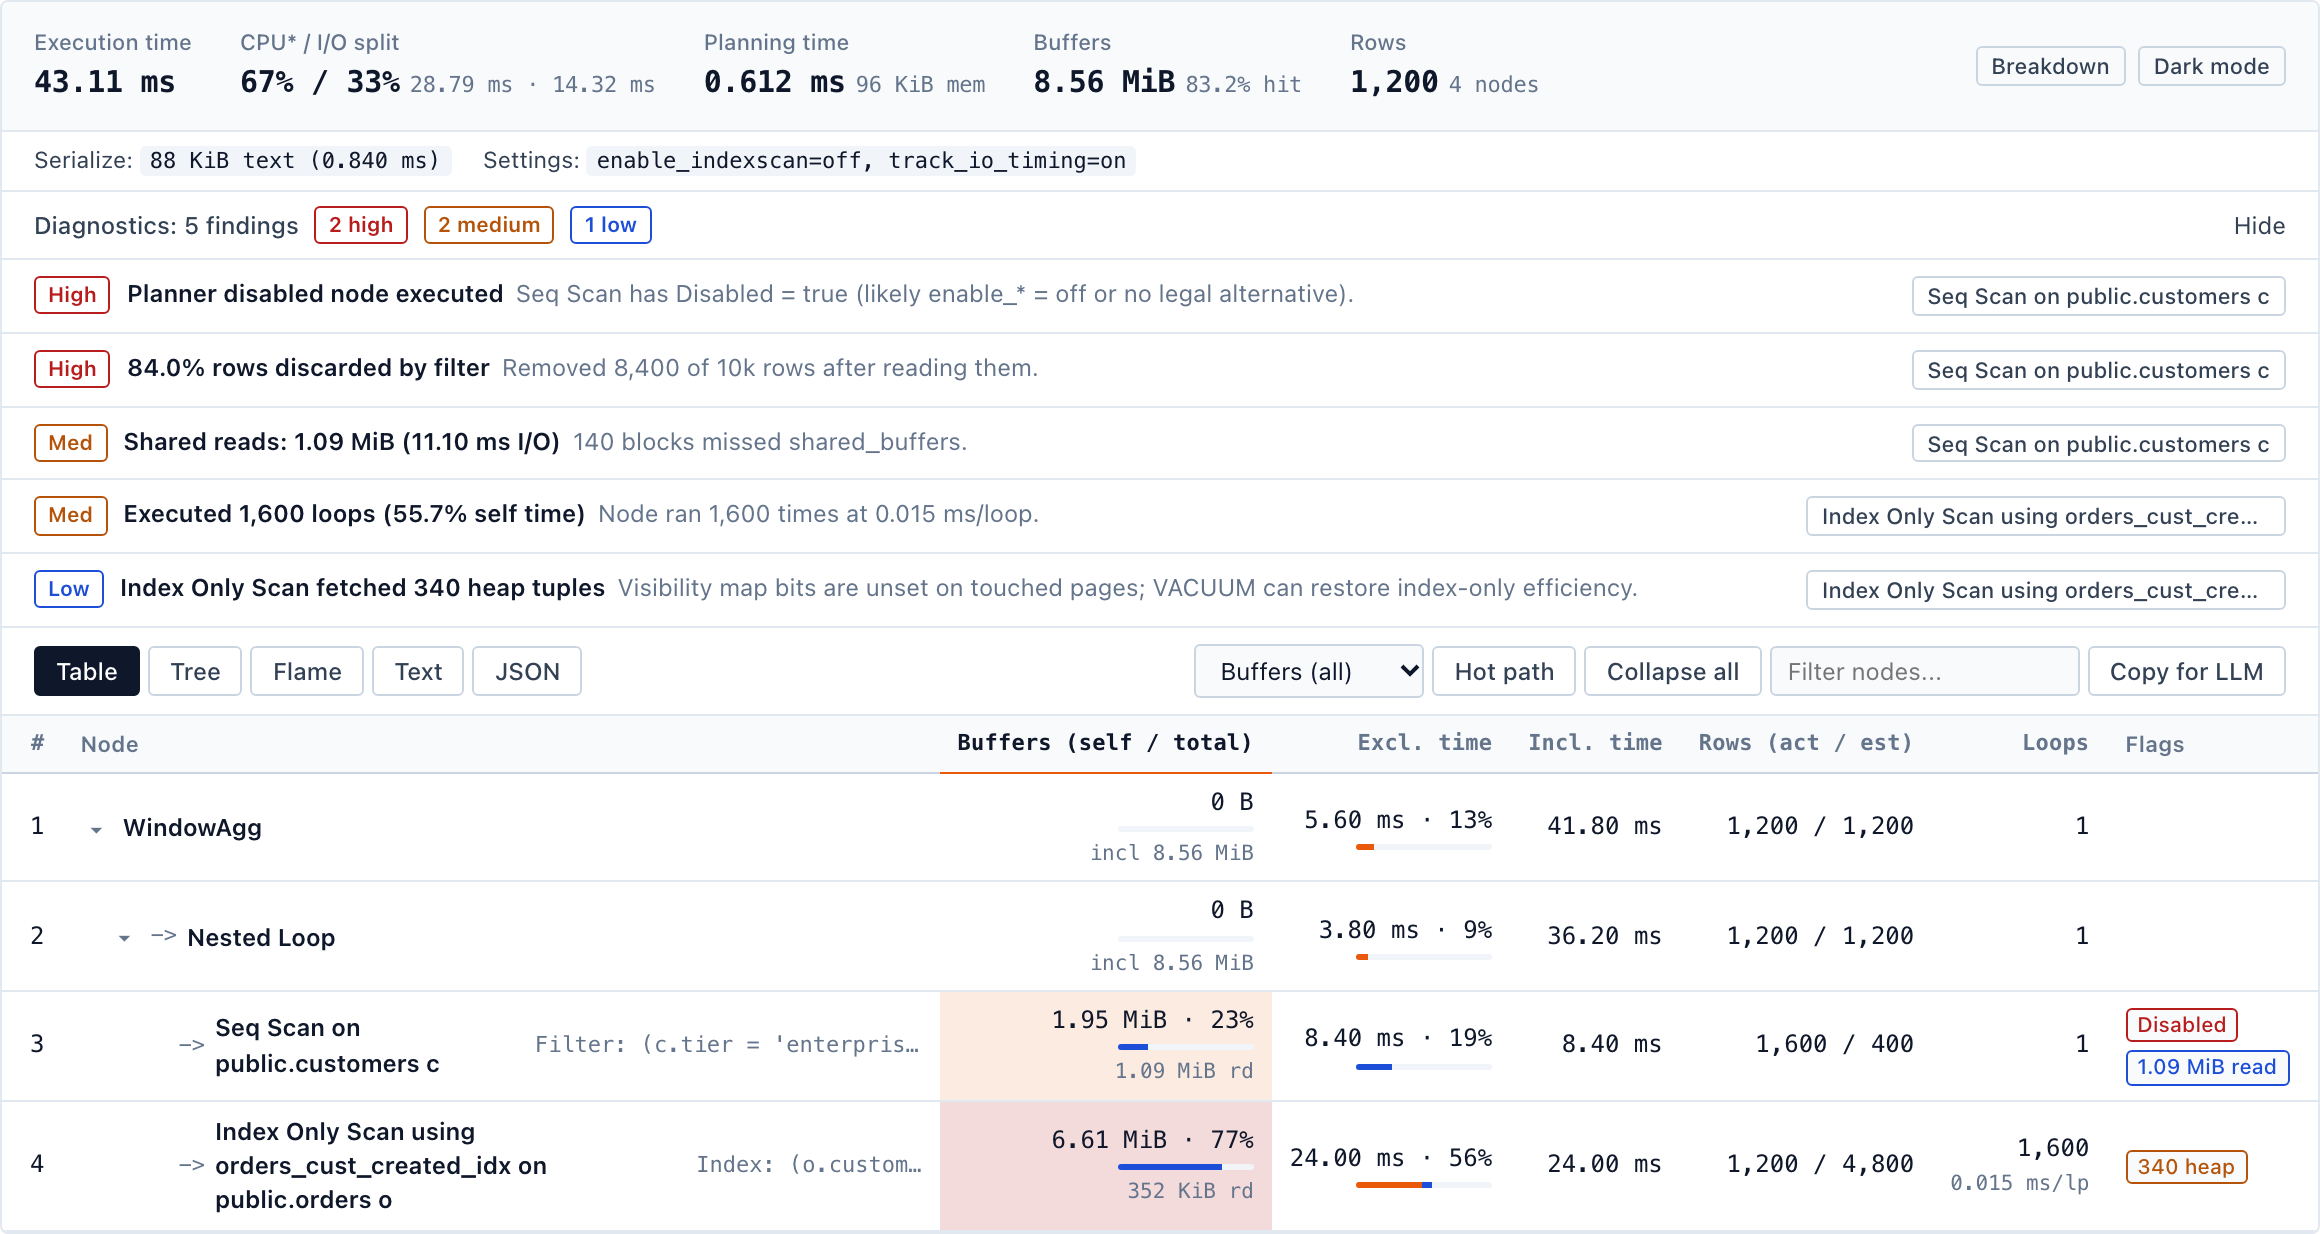 Execution time
43.11 ms
CPU* / I/O split
67% / 33% 28.79 ms · 14.32 ms
Planning time
0.612 ms 96 KiB mem
Buffers
8.56 MiB 83.2% hit
Rows
1,200 4 nodes
Breakdown
Dark mode
Serialize: 88 KiB text (0.840 ms) Settings: enable_indexscan=off, track_io_timing=on
Diagnostics: 5 findings 2 high 2 medium 1 low Hide
High Planner disabled node executed Seq Scan has Disabled = true (likely enable_* = off or no legal alternative). Seq Scan on public.customers c
High 84.0% rows discarded by filter Removed 8,400 of 10k rows after reading them. Seq Scan on public.customers c
Med Shared reads: 1.09 MiB (11.10 ms I/O) 140 blocks missed shared_buffers. Seq Scan on public.customers c
Med Executed 1,600 loops (55.7% self time) Node ran 1,600 times at 0.015 ms/loop. Index Only Scan using orders_cust_cre...
Low Index Only Scan fetched 340 heap tuples Visibility map bits are unset on touched pages; VACUUM can restore index-only efficiency. Index Only Scan using orders_cust_cre...
Table Tree Flame Text JSON Buffers (all) Hot path Collapse all Filter nodes... Copy for LLM
# Node Buffers (self / total) Excl. time Incl. time Rows (act / est) Loops Flags
1 WindowAgg
0 B
incl 8.56 MiB
5.60 ms · 13% 41.80 ms 1,200 / 1,200 1
2 -> Nested Loop
0 B
incl 8.56 MiB
3.80 ms · 9% 36.20 ms 1,200 / 1,200 1
3 -> Seq Scan on
public.customers c
Filter: (c.tier = 'enterpris…
1.95 MiB · 23%
1.09 MiB rd
8.40 ms · 19% 8.40 ms 1,600 / 400 1
Disabled
1.09 MiB read
4 -> Index Only Scan using
orders_cust_created_idx on
public.orders o
Index: (o.custom…
6.61 MiB · 77%
352 KiB rd
24.00 ms · 56% 24.00 ms 1,200 / 4,800
1,600
0.015 ms/lp
340 heap